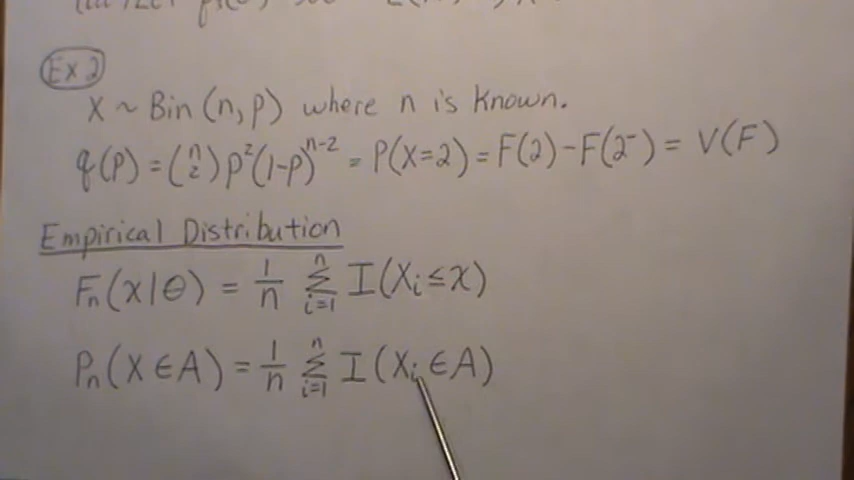 Ex 2
X ~ Bin (n, p) where n is known.
q(p) = (n 2) p²(1-p)ⁿ⁻² = P(X=2) = F(2) - F(2⁻) = V(F)
Empirical Distribution
Fₙ(x|θ) = 1/n Σᵢ₌₁ⁿ I(Xᵢ ≤ x)
Pₙ(X ∈ A) = 1/n Σᵢ₌₁ⁿ I(Xᵢ ∈ A)